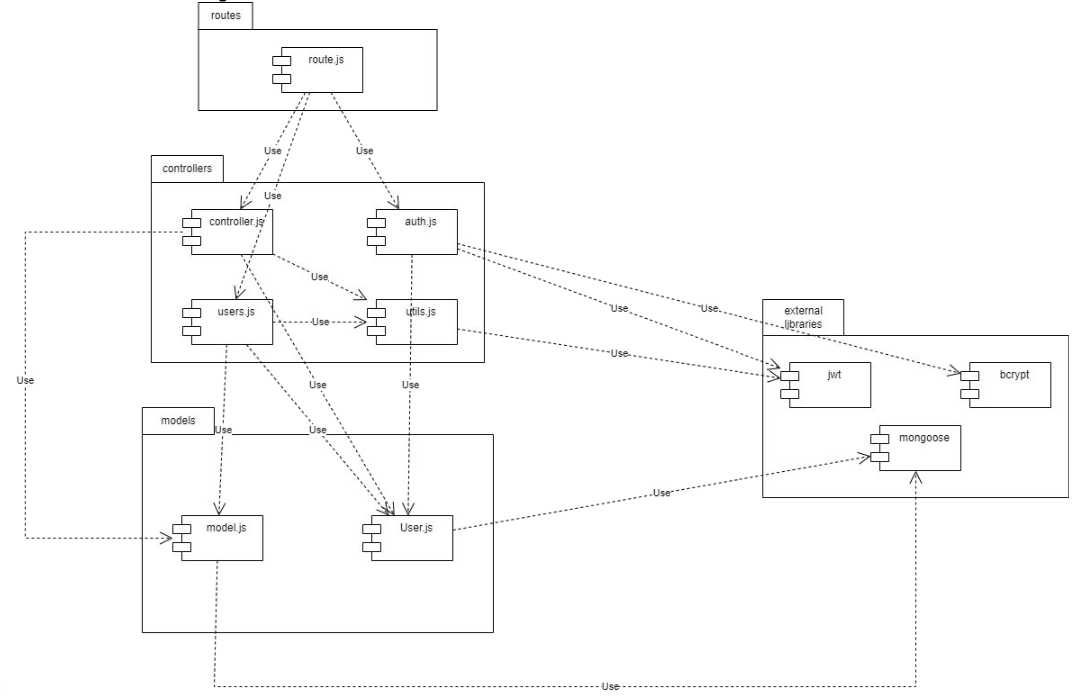 routes
route.js
Use
Use
controllers
Use
controller.js
auth.js
Use
users.js
Use
utils.js
Use
Use
external
libraries
Use
jwt
bcrypt
Use
Use
Use
models
Use
Use
mongoose
Use
model.js
User.js
Use